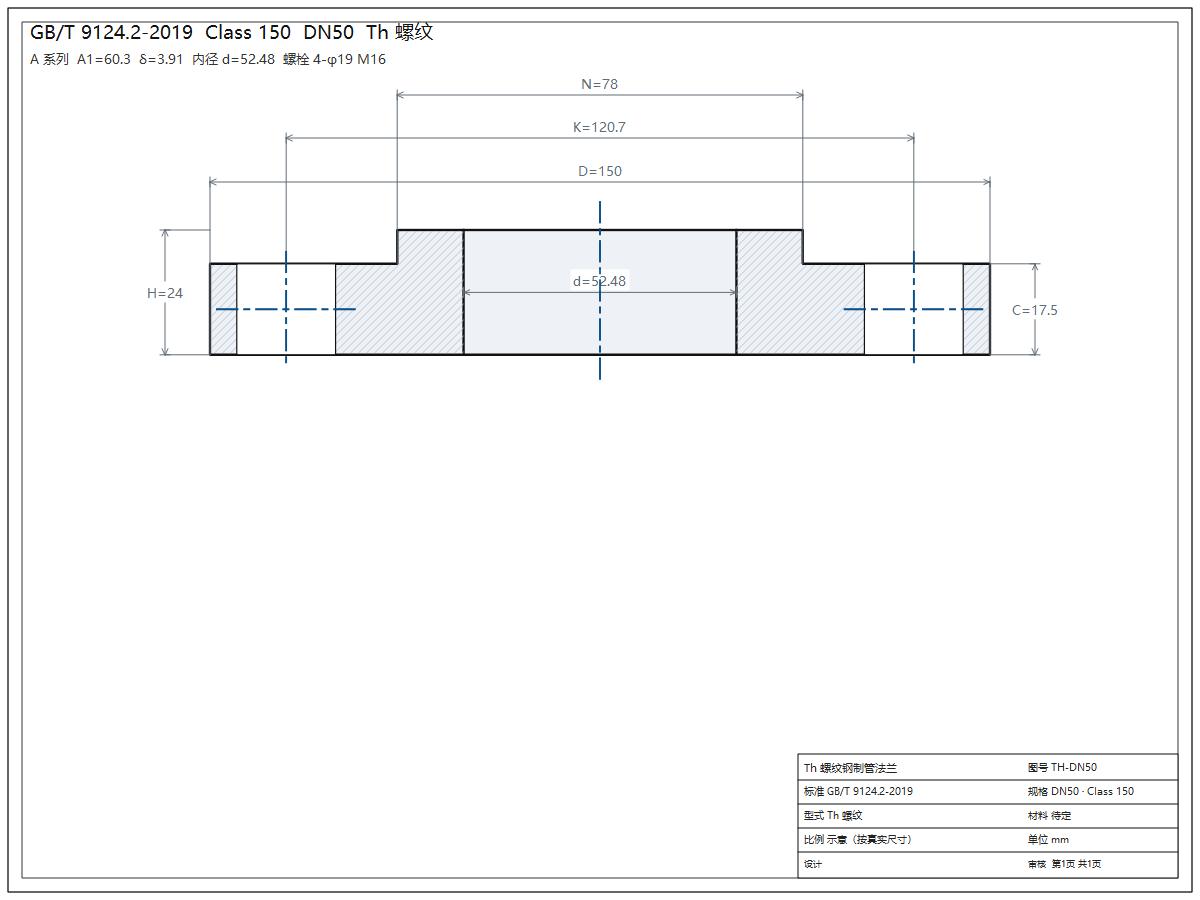 GB/T 9124.2-2019 Class 150 DN50 Th 螺纹
A 系列 A1=60.3 δ=3.91 内径 d=52.48 螺栓 4-φ19 M16
N=78
K=120.7
D=150
d=52.48
H=24
C=17.5
Th 螺纹钢制管法兰 图号 TH-DN50
标准 GB/T 9124.2-2019 规格 DN50 · Class 150
型式 Th 螺纹 材料 待定
比例 示意（按真实尺寸） 单位 mm
设计 审核 第1页 共1页